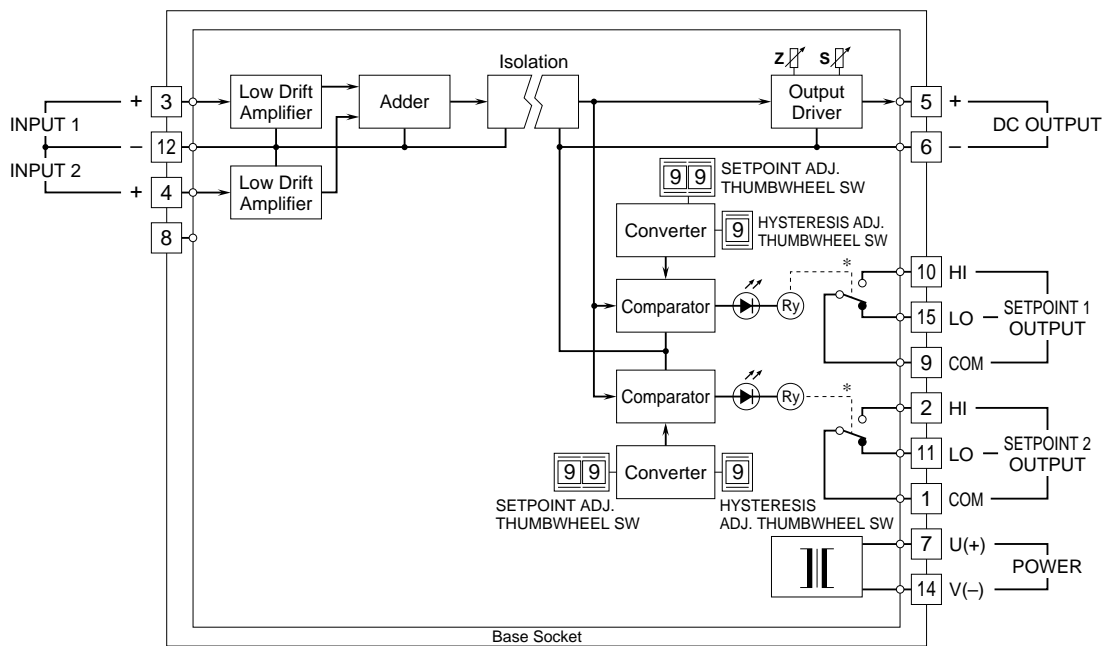 Isolation
Z S
INPUT 1
+ 3
Low Drift
Amplifier
Adder
Output
Driver
5 +
DC OUTPUT
– 12
6 –
INPUT 2
+ 4
Low Drift
Amplifier
8
9 9
SETPOINT ADJ.
THUMBWHEEL SW
Converter
9
HYSTERESIS ADJ.
THUMBWHEEL SW
Comparator
Ry
*
10 HI
15 LO
9 COM
SETPOINT 1
OUTPUT
Comparator
Ry
*
2 HI
11 LO
1 COM
SETPOINT 2
OUTPUT
9 9
SETPOINT ADJ.
THUMBWHEEL SW
Converter
9
HYSTERESIS
ADJ. THUMBWHEEL SW
7 U(+)
14 V(–)
POWER
Base Socket